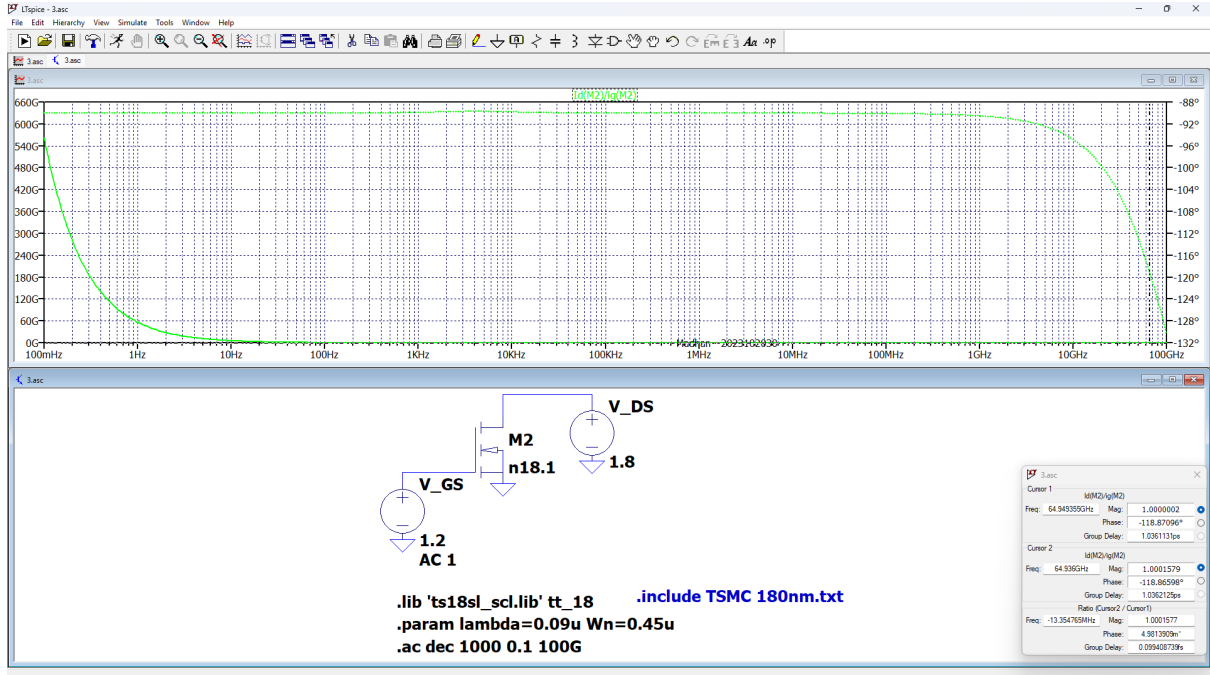 LTspice - 3.asc
File Edit Hierarchy View Simulate Tools Window Help
3.asc 3.asc
3.asc
Id(M2)/ig(M2)
660G -88°
600G -92°
540G -96°
480G -100°
420G -104°
360G -108°
300G -112°
240G -116°
180G -120°
120G -124°
60G -128°
0G -132°
Madhan - 2023102030
100mHz 1Hz 10Hz 100Hz 1KHz 10KHz 100KHz 1MHz 10MHz 100MHz 1GHz 10GHz 100GHz
3.asc
V_DS
M2
n18.1
1.8
V_GS
1.2
AC 1
.lib 'ts18sl_scl.lib' tt_18
.include TSMC 180nm.txt
.param lambda=0.09u Wn=0.45u
.ac dec 1000 0.1 100G
3.asc
Cursor 1
Id(M2)/ig(M2)
Freq: 64.949355GHz Mag: 1.0000002
Phase: -118.87096°
Group Delay: 1.0361131ps
Cursor 2
Id(M2)/ig(M2)
Freq: 64.936GHz Mag: 1.0001579
Phase: -118.86598°
Group Delay: 1.0362125ps
Ratio (Cursor2 / Cursor1)
Freq: -13.354765MHz Mag: 1.0001577
Phase: 4.9813909m°
Group Delay: 0.099408739fs